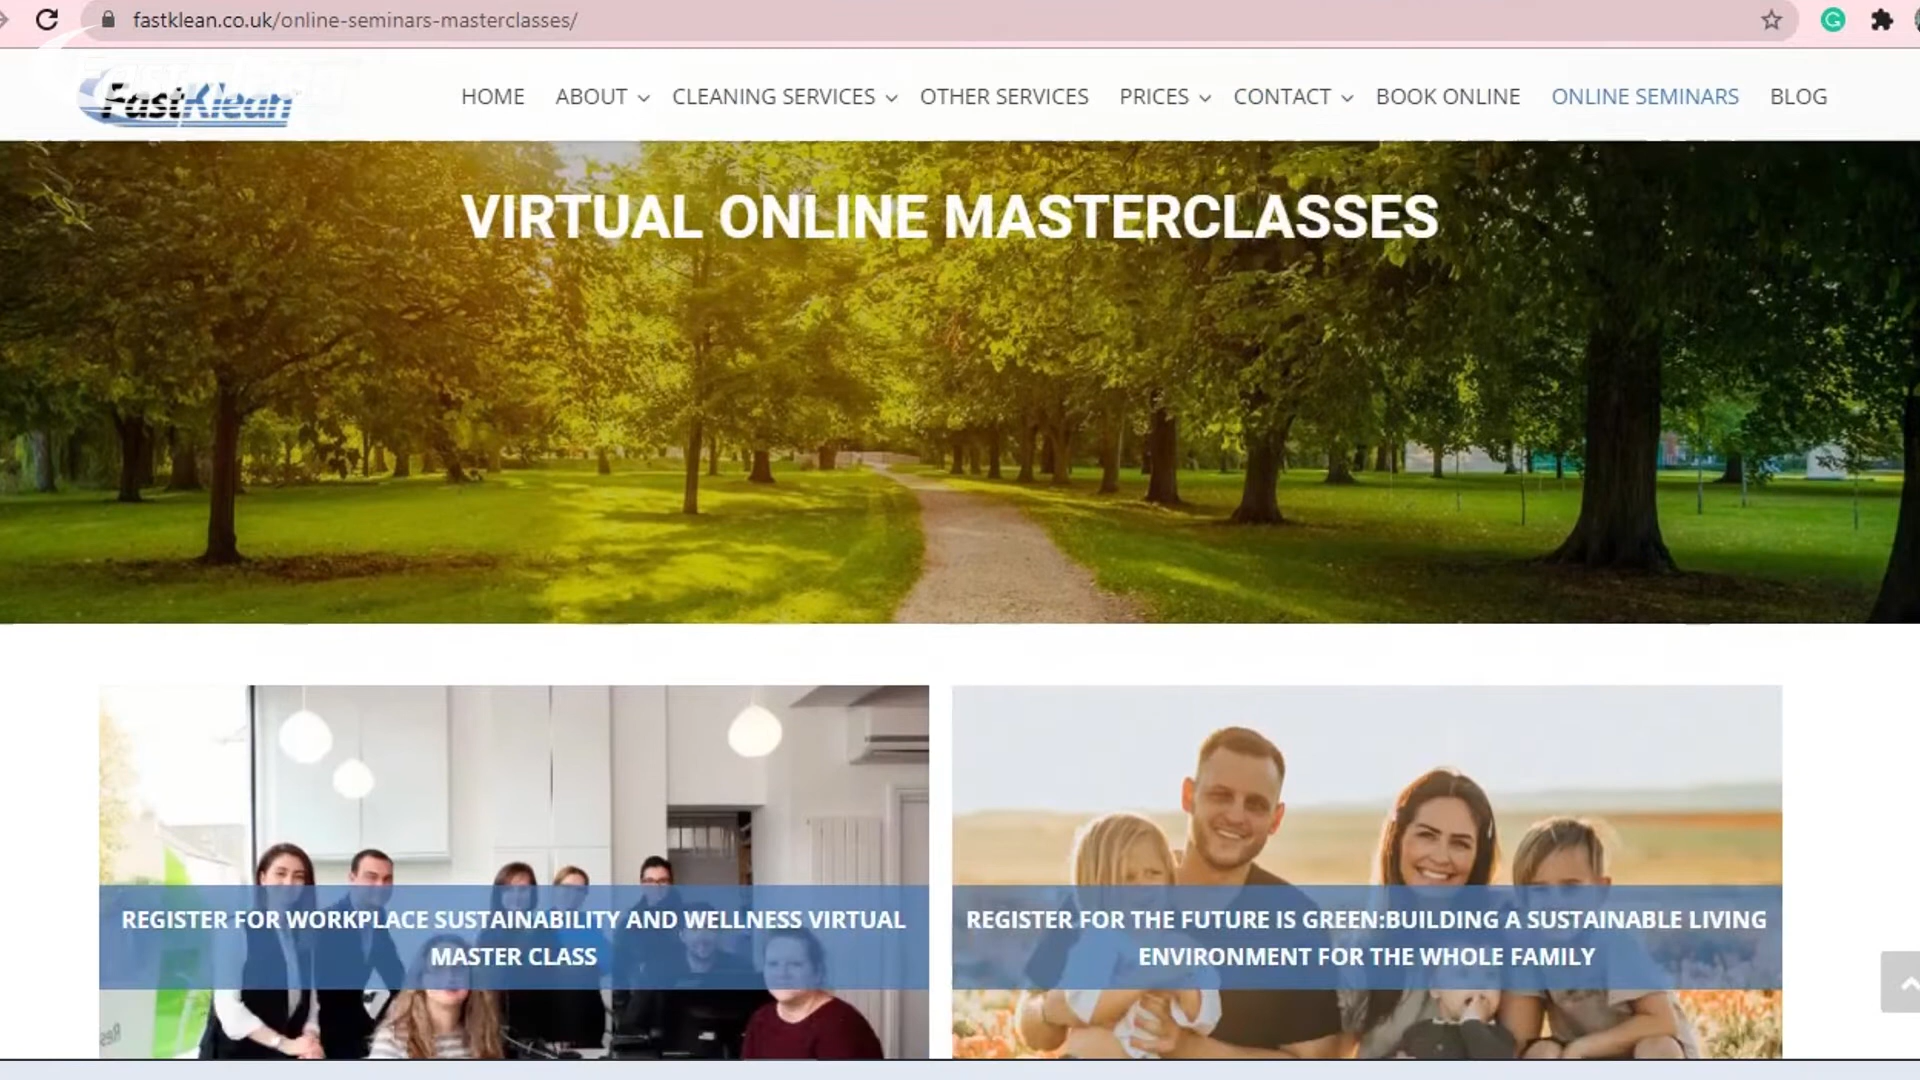 fastklean.co.uk/online-seminars-masterclasses/
FastKlean
HOME ABOUT CLEANING SERVICES OTHER SERVICES PRICES CONTACT BOOK ONLINE ONLINE SEMINARS BLOG
VIRTUAL ONLINE MASTERCLASSES
REGISTER FOR WORKPLACE SUSTAINABILITY AND WELLNESS VIRTUAL
MASTER CLASS
REGISTER FOR THE FUTURE IS GREEN:BUILDING A SUSTAINABLE LIVING
ENVIRONMENT FOR THE WHOLE FAMILY